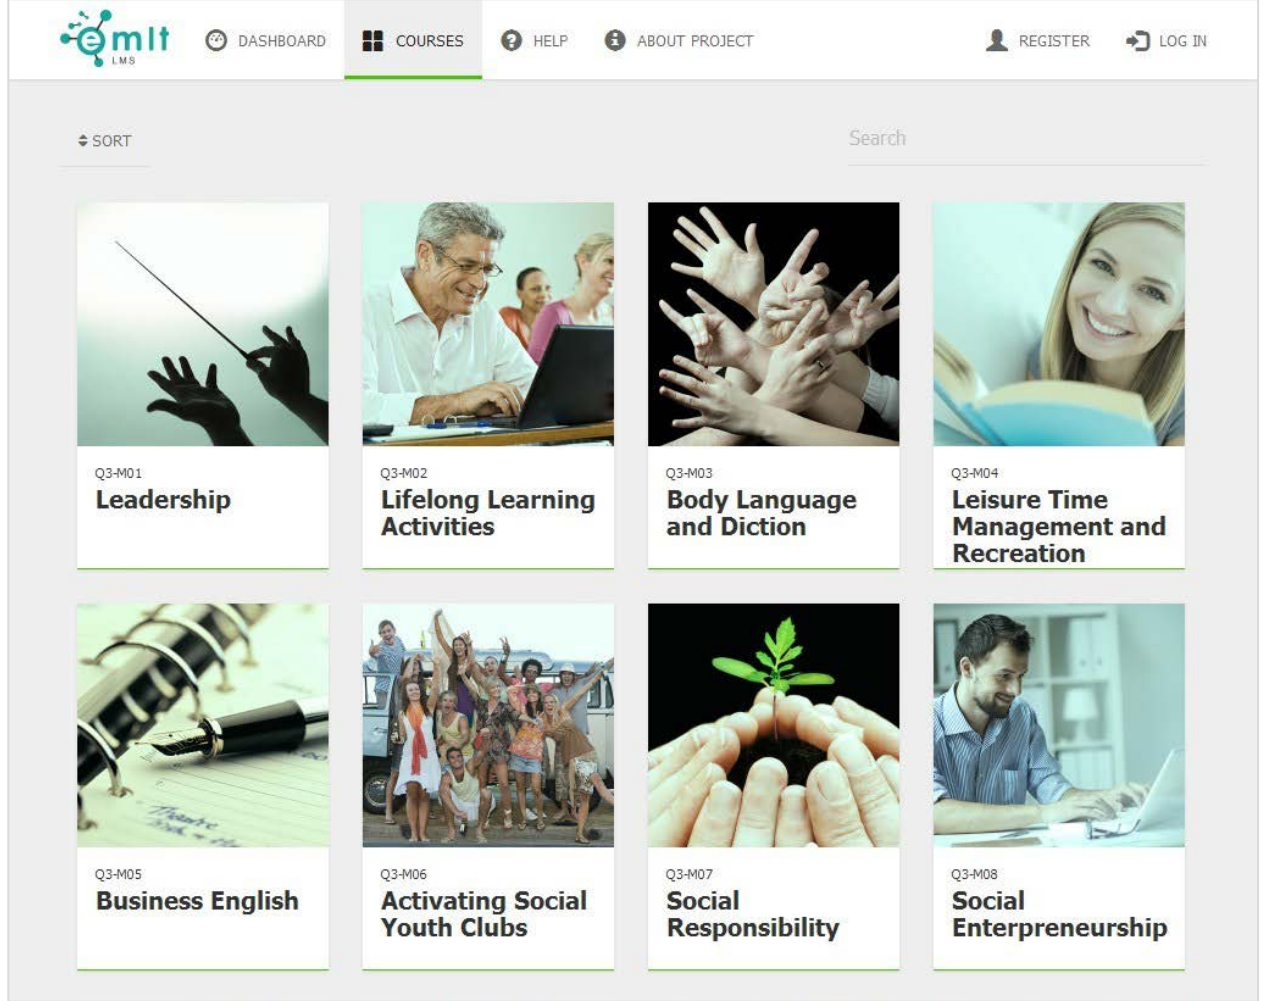 emlt
LMS
DASHBOARD
COURSES
HELP
ABOUT PROJECT
REGISTER
LOG IN
SORT
Search
Q3-M01
Leadership
Q3-M02
Lifelong Learning
Activities
Q3-M03
Body Language
and Diction
Q3-M04
Leisure Time
Management and
Recreation
Q3-M05
Business English
Q3-M06
Activating Social
Youth Clubs
Q3-M07
Social
Responsibility
Q3-M08
Social
Enterpreneurship